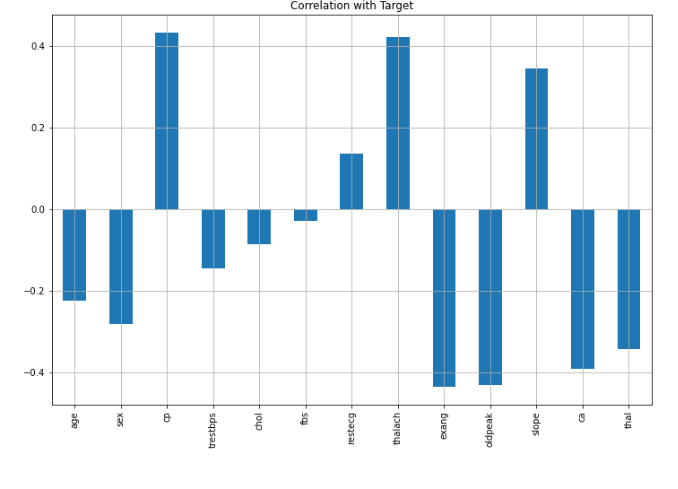 Correlation with Target
0.4
0.2
0.0
−0.2
−0.4
age
sex
cp
trestbps
chol
fbs
restecg
thalach
exang
oldpeak
slope
ca
thal